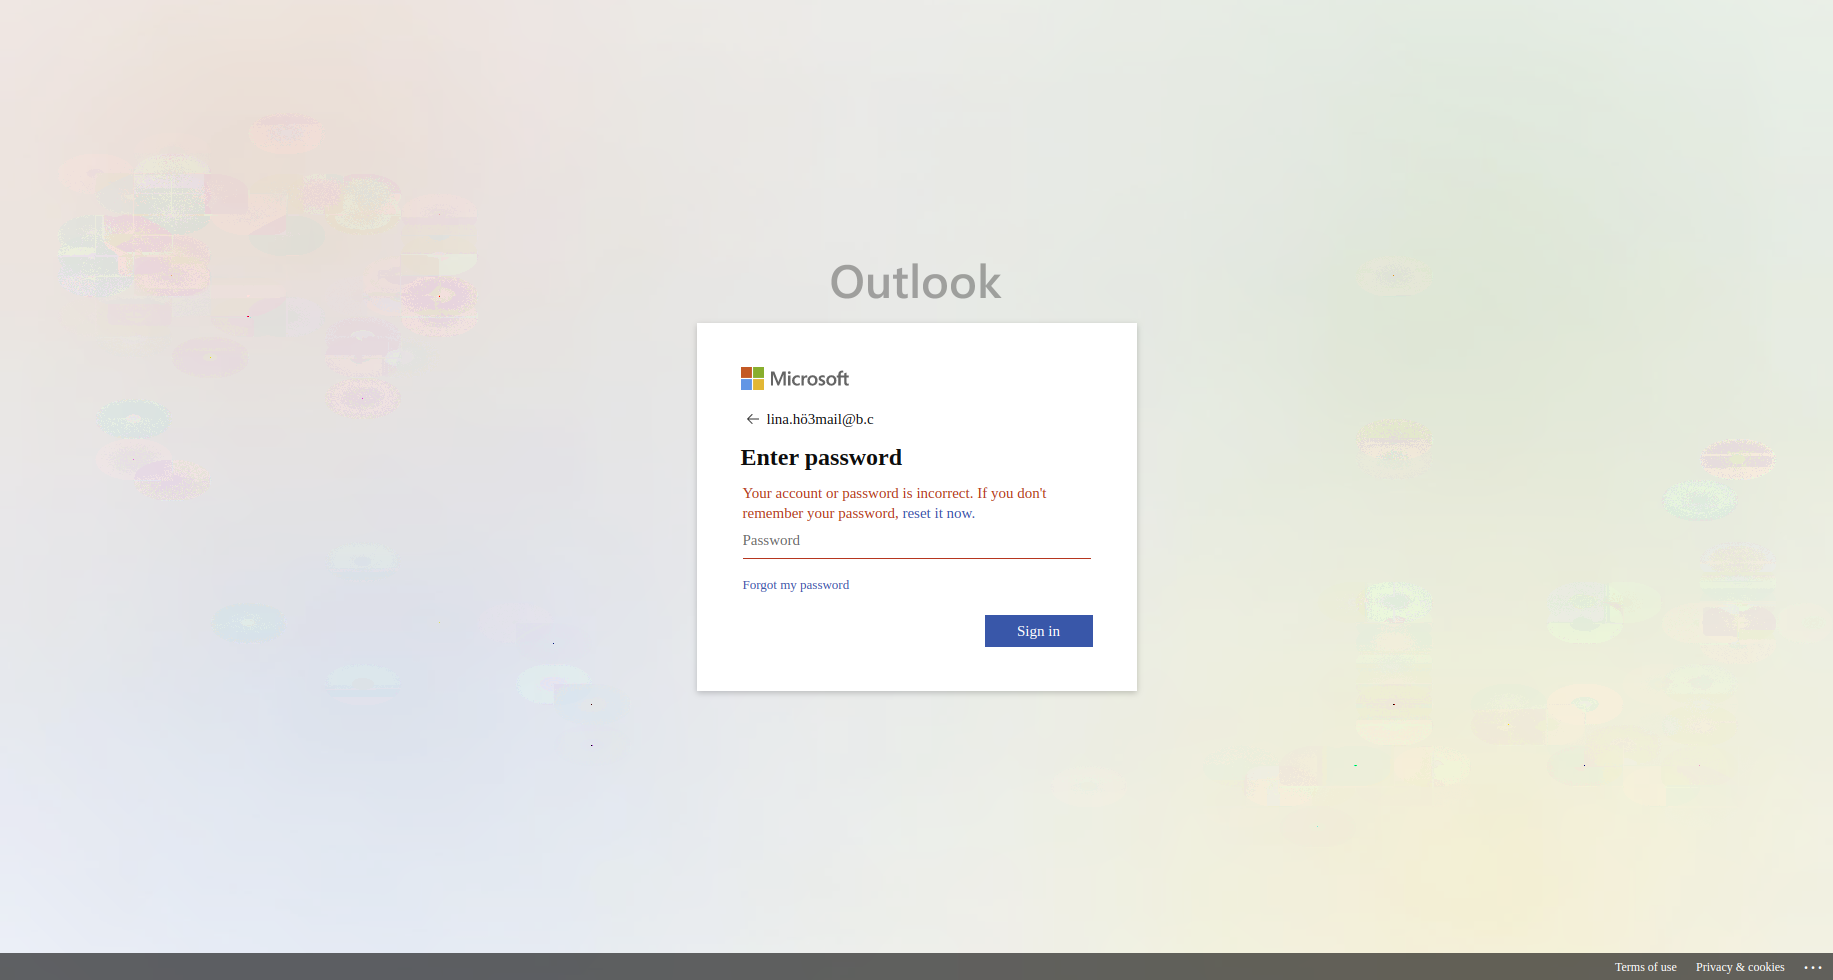 Outlook
Microsoft
lina.hö3mail@b.c
Enter password
Your account or password is incorrect. If you don't
remember your password, reset it now.
Password
Forgot my password
Sign in
Terms of use Privacy & cookies ...